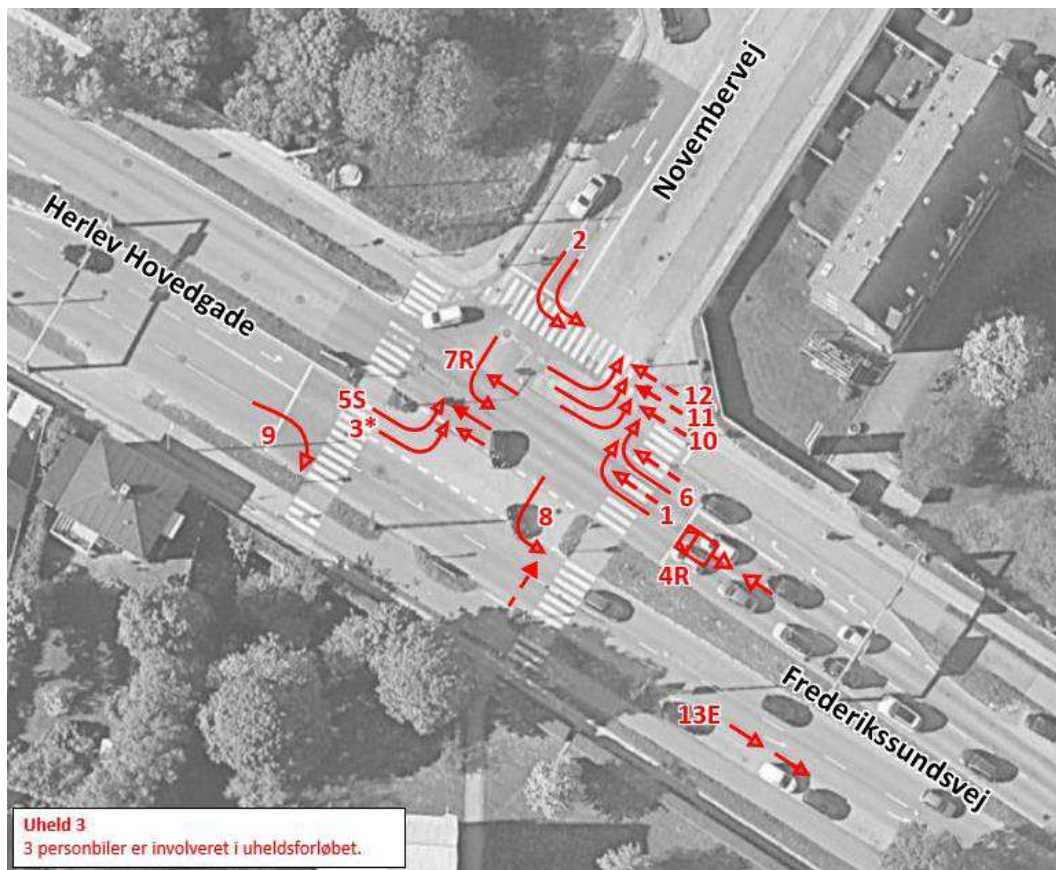 Novembervej
Herlev Hovedgade
2
7R
12
5S
11
3*
10
9
6
8
1
4R
13E
Frederikssundsvej
Uheld 3
3 personbiler er involveret i uheldsforløbet.